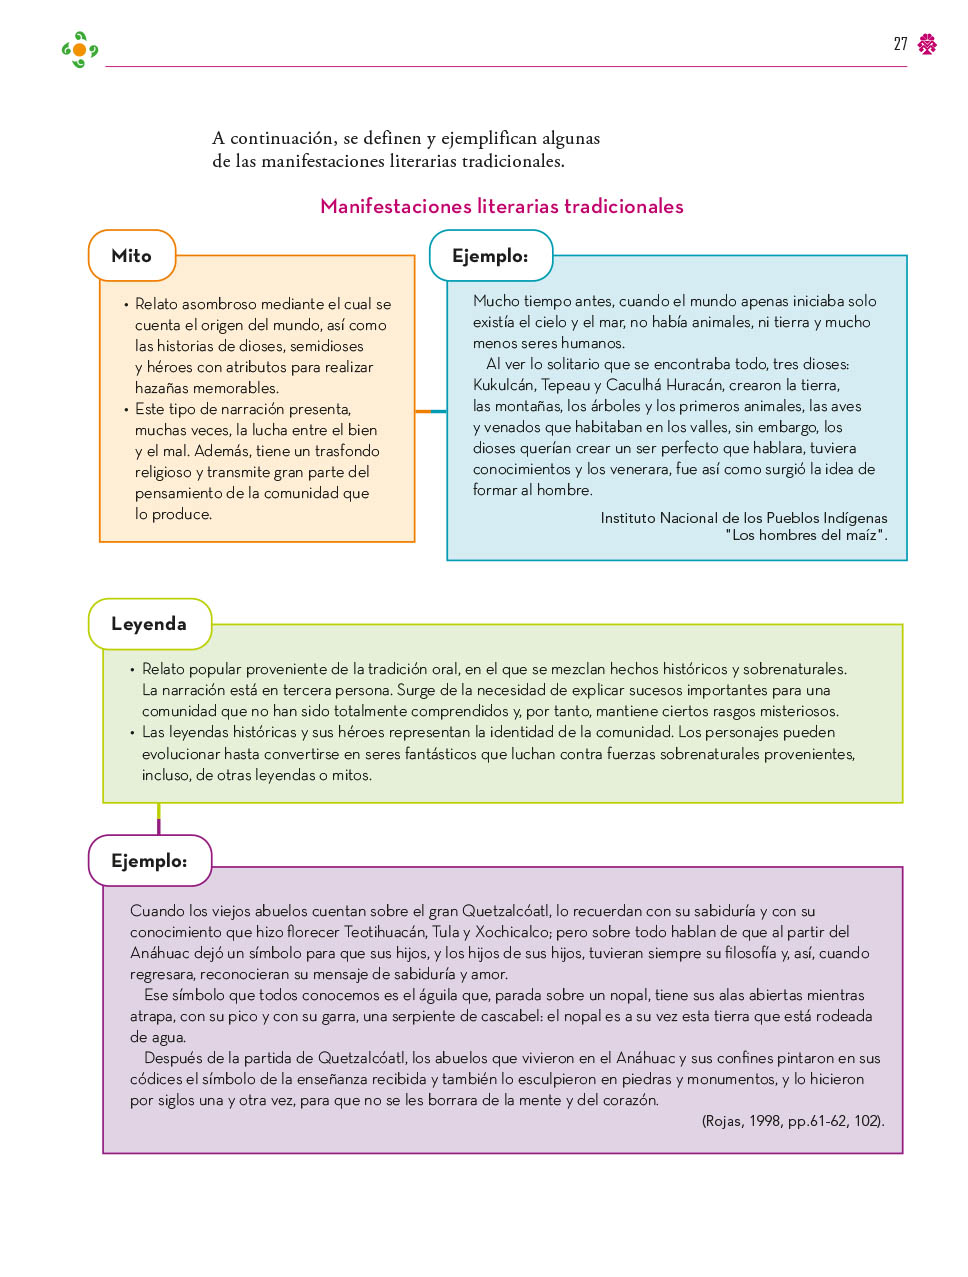 27
A continuación, se definen y ejemplifican algunas
de las manifestaciones literarias tradicionales.
Manifestaciones literarias tradicionales
Mito
• Relato asombroso mediante el cual se
cuenta el origen del mundo, así como
las historias de dioses, semidioses
y héroes con atributos para realizar
hazañas memorables.
• Este tipo de narración presenta,
muchas veces, la lucha entre el bien
y el mal. Además, tiene un trasfondo
religioso y transmite gran parte del
pensamiento de la comunidad que
lo produce.
Ejemplo:
Mucho tiempo antes, cuando el mundo apenas iniciaba solo
existía el cielo y el mar, no había animales, ni tierra y mucho
menos seres humanos.
Al ver lo solitario que se encontraba todo, tres dioses:
Kukulcán, Tepeau y Caculhá Huracán, crearon la tierra,
las montañas, los árboles y los primeros animales, las aves
y venados que habitaban en los valles, sin embargo, los
dioses querían crear un ser perfecto que hablara, tuviera
conocimientos y los venerara, fue así como surgió la idea de
formar al hombre.
Instituto Nacional de los Pueblos Indígenas
"Los hombres del maíz".
Leyenda
• Relato popular proveniente de la tradición oral, en el que se mezclan hechos históricos y sobrenaturales.
La narración está en tercera persona. Surge de la necesidad de explicar sucesos importantes para una
comunidad que no han sido totalmente comprendidos y, por tanto, mantiene ciertos rasgos misteriosos.
• Las leyendas históricas y sus héroes representan la identidad de la comunidad. Los personajes pueden
evolucionar hasta convertirse en seres fantásticos que luchan contra fuerzas sobrenaturales provenientes,
incluso, de otras leyendas o mitos.
Ejemplo:
Cuando los viejos abuelos cuentan sobre el gran Quetzalcóatl, lo recuerdan con su sabiduría y con su
conocimiento que hizo florecer Teotihuacán, Tula y Xochicalco; pero sobre todo hablan de que al partir del
Anáhuac dejó un símbolo para que sus hijos, y los hijos de sus hijos, tuvieran siempre su filosofía y, así, cuando
regresara, reconocieran su mensaje de sabiduría y amor.
Ese símbolo que todos conocemos es el águila que, parada sobre un nopal, tiene sus alas abiertas mientras
atrapa, con su pico y con su garra, una serpiente de cascabel: el nopal es a su vez esta tierra que está rodeada
de agua.
Después de la partida de Quetzalcóatl, los abuelos que vivieron en el Anáhuac y sus confines pintaron en sus
códices el símbolo de la enseñanza recibida y también lo esculpieron en piedras y monumentos, y lo hicieron
por siglos una y otra vez, para que no se les borrara de la mente y del corazón.
(Rojas, 1998, pp.61-62, 102).